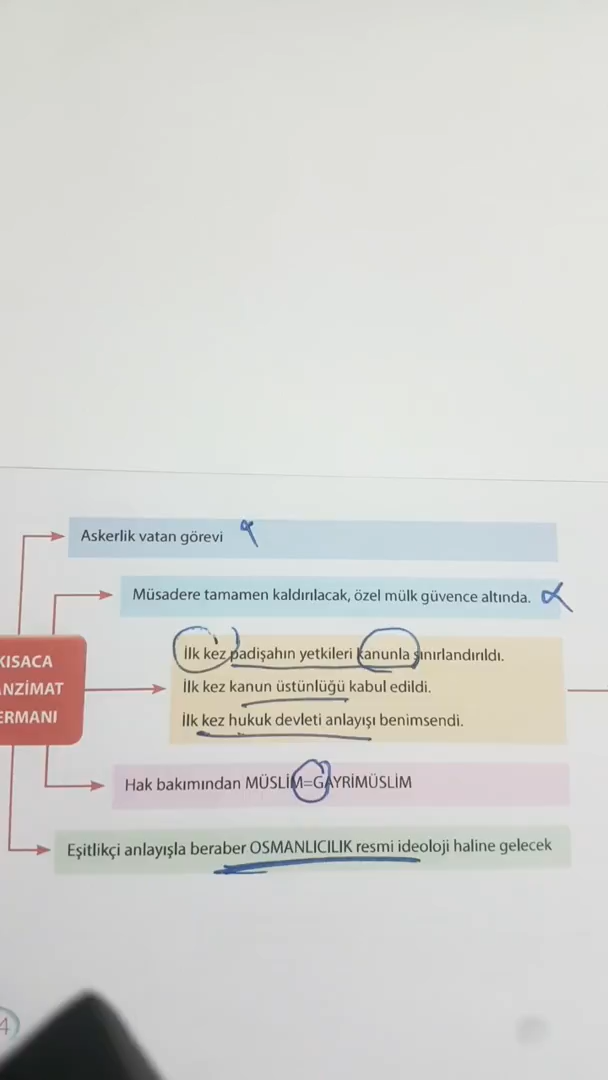 Askerlik vatan görevi
Müsadere tamamen kaldırılacak, özel mülk güvence altında.
KISACA
ANZİMAT
ERMANI
İlk kez padişahın yetkileri kanunla sınırlandırıldı.
İlk kez kanun üstünlüğü kabul edildi.
İlk kez hukuk devleti anlayışı benimsendi.
Hak bakımından MÜSLİM=GAYRİMÜSLİM
Eşitlikçi anlayışla beraber OSMANLICILIK resmi ideoloji haline gelecek
4